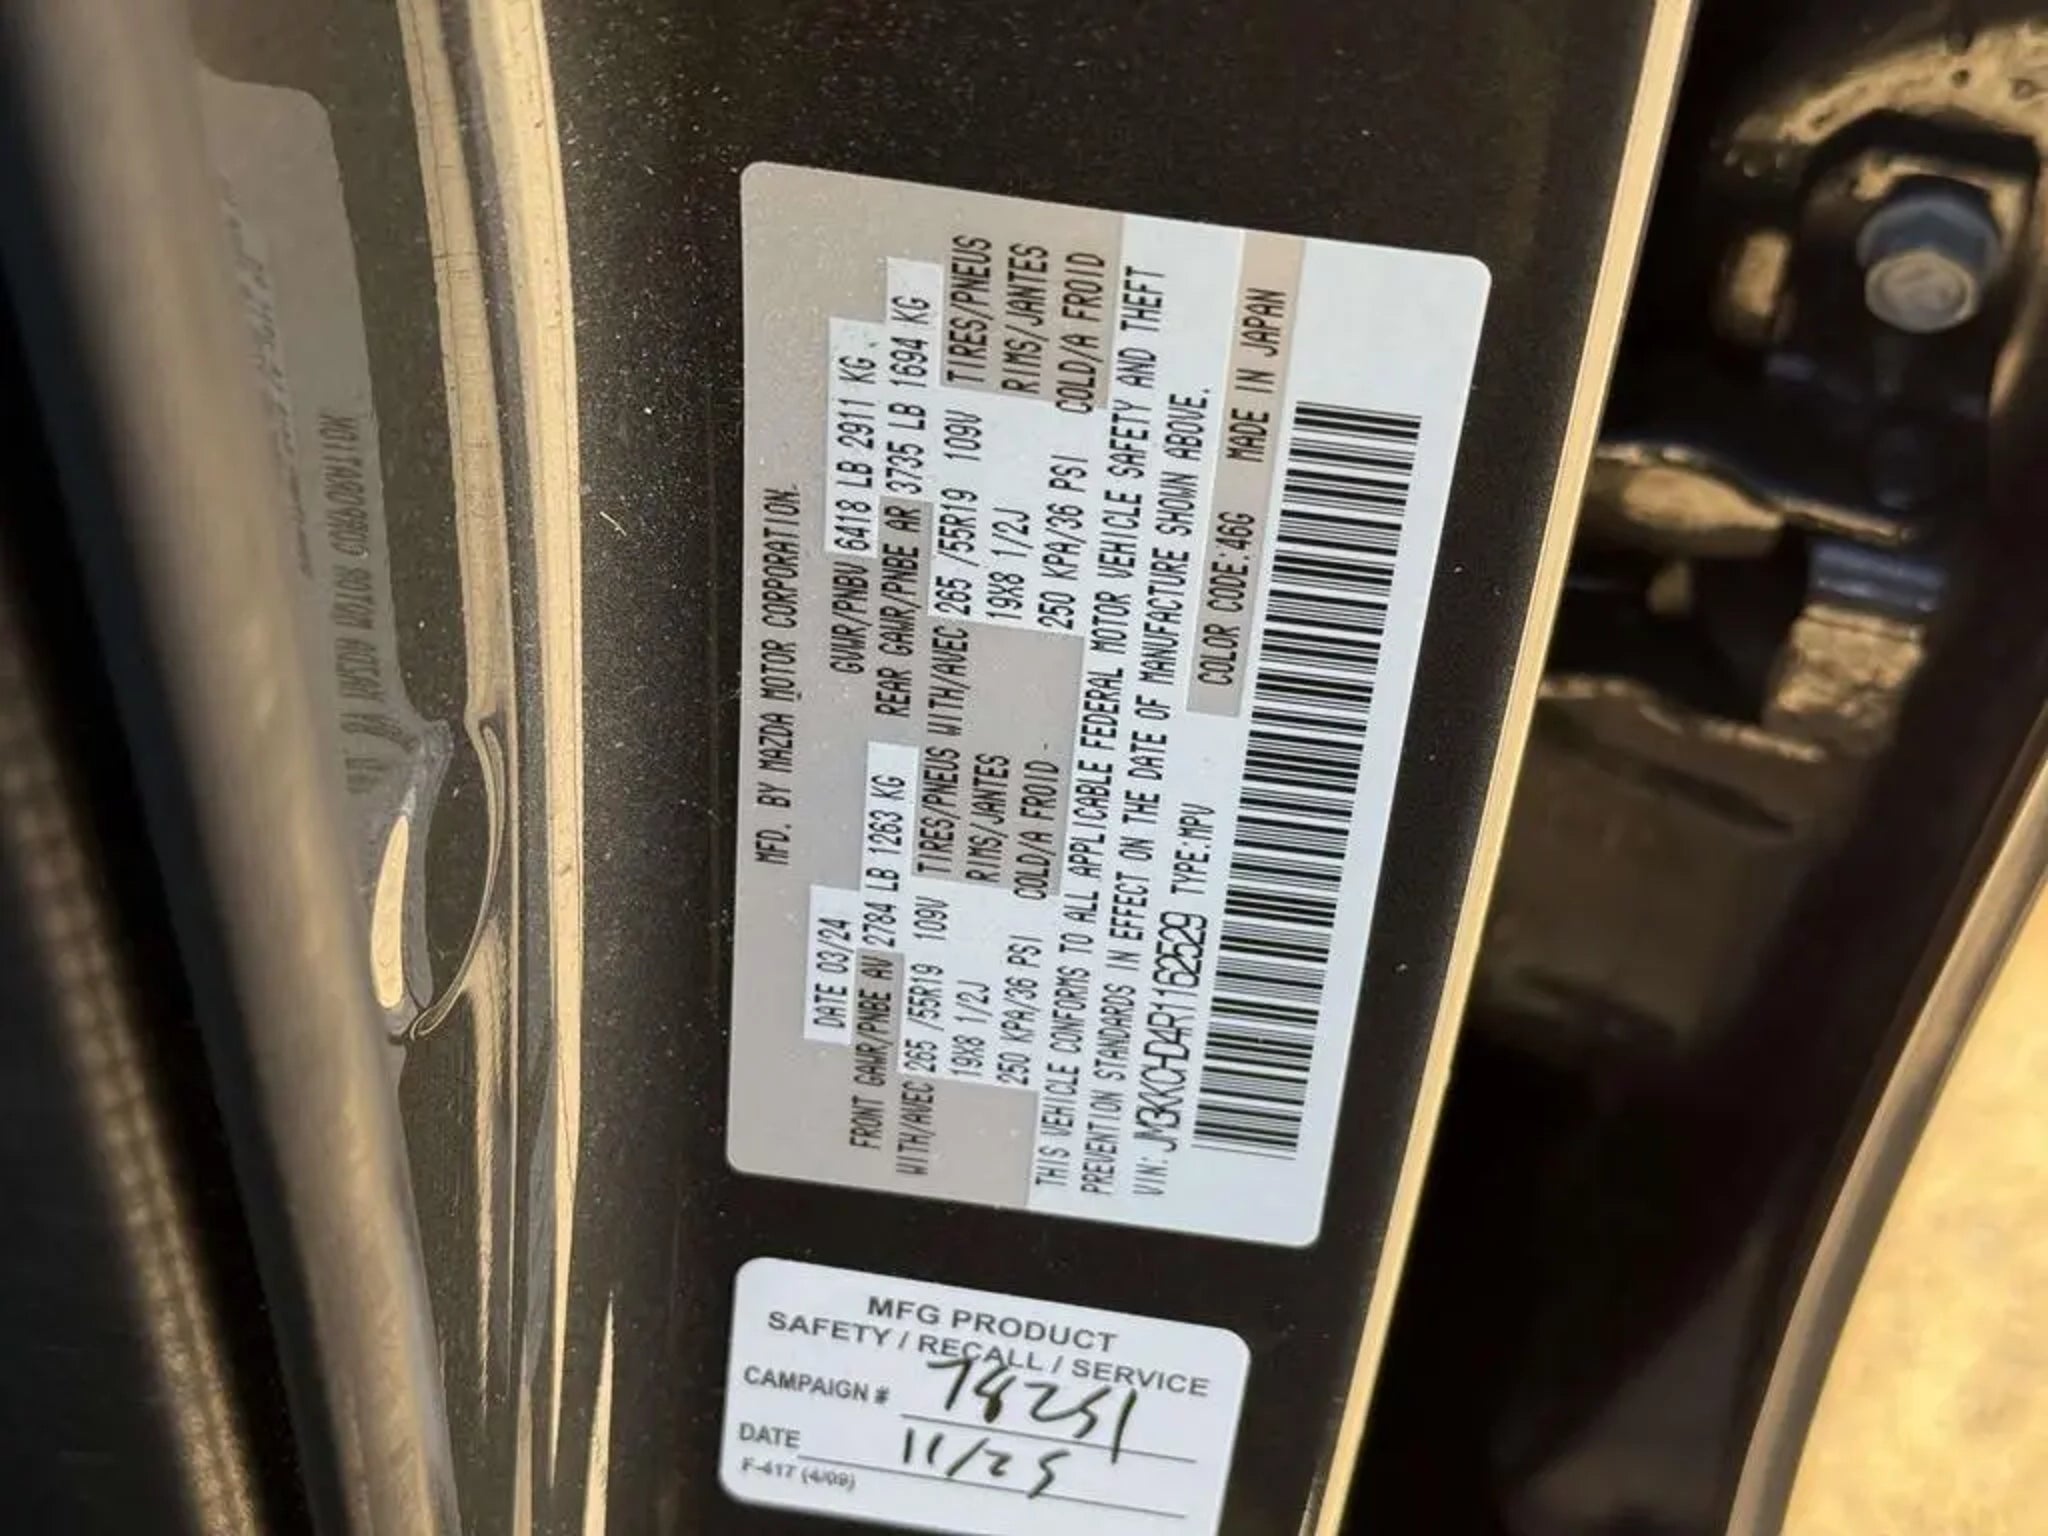 MFD. BY MAZDA MOTOR CORPORATION.
DATE 03/24 GVWR/PNBV 6418 LB 2911 KG
FRONT GAWR/PNBE AV 2784 LB 1263 KG REAR GAWR/PNBE AR 3735 LB 1694 KG
WITH/AVEC 265 /55R19 109V TIRES/PNEUS WITH/AVEC 265 /55R19 109V TIRES/PNEUS
19X8 1/2J RIMS/JANTES 19X8 1/2J RIMS/JANTES
250 KPA/36 PSI COLD/A FROID 250 KPA/36 PSI COLD/A FROID
THIS VEHICLE CONFORMS TO ALL APPLICABLE FEDERAL MOTOR VEHICLE SAFETY AND THEFT
PREVENTION STANDARDS IN EFFECT ON THE DATE OF MANUFACTURE SHOWN ABOVE.
VIN: JM3KKCHD4R1162529 TYPE:MPV COLOR CODE:46G MADE IN JAPAN
MFG PRODUCT
SAFETY / RECALL / SERVICE
CAMPAIGN # 78251
DATE 11/25
F-417 (4/09)